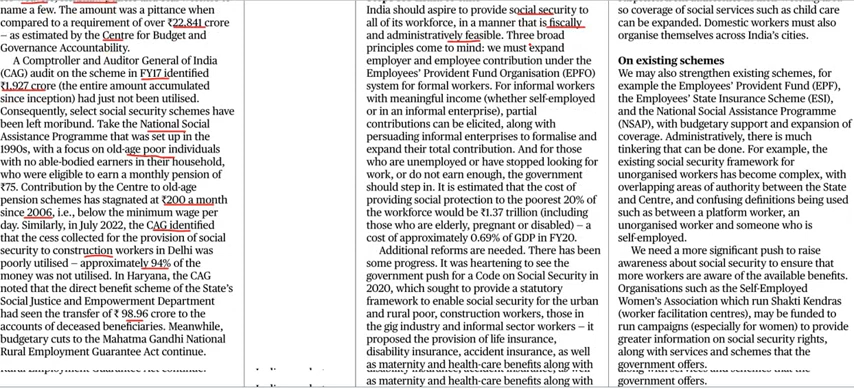 name a few. The amount was a pittance when
compared to a requirement of over ₹22,841 crore
– as estimated by the Centre for Budget and
Governance Accountability.
A Comptroller and Auditor General of India
(CAG) audit on the scheme in FY17 identified
₹1,927 crore (the entire amount accumulated
since inception) had just not been utilised.
Consequently, select social security schemes have
been left moribund. Take the National Social
Assistance Programme that was set up in the
1990s, with a focus on old-age poor individuals
with no able-bodied earners in their household,
who were eligible to earn a monthly pension of
₹75. Contribution by the Centre to old-age
pension schemes has stagnated at ₹200 a month
since 2006, i.e., below the minimum wage per
day. Similarly, in July 2022, the CAG identified
that the cess collected for the provision of social
security to construction workers in Delhi was
poorly utilised – approximately 94% of the
money was not utilised. In Haryana, the CAG
noted that the direct benefit scheme of the State's
Social Justice and Empowerment Department
had seen the transfer of ₹ 98.96 crore to the
accounts of deceased beneficiaries. Meanwhile,
budgetary cuts to the Mahatma Gandhi National
Rural Employment Guarantee Act continue.
India should aspire to provide social security to
all of its workforce, in a manner that is fiscally
and administratively feasible. Three broad
principles come to mind: we must expand
employer and employee contribution under the
Employees' Provident Fund Organisation (EPFO)
system for formal workers. For informal workers
with meaningful income (whether self-employed
or in an informal enterprise), partial
contributions can be elicited, along with
persuading informal enterprises to formalise and
expand their total contribution. And for those
who are unemployed or have stopped looking for
work, or do not earn enough, the government
should step in. It is estimated that the cost of
providing social protection to the poorest 20% of
the workforce would be ₹1.37 trillion (including
those who are elderly, pregnant or disabled) – a
cost of approximately 0.69% of GDP in FY20.
Additional reforms are needed. There has been
some progress. It was heartening to see the
government push for a Code on Social Security in
2020, which sought to provide a statutory
framework to enable social security for the urban
and rural poor, construction workers, those in
the gig industry and informal sector workers – it
proposed the provision of life insurance,
disability insurance, accident insurance, as well
as maternity and health-care benefits along with
as maternity and health-care benefits along with
so coverage of social services such as child care
can be expanded. Domestic workers must also
organise themselves across India's cities.
On existing schemes
We may also strengthen existing schemes, for
example the Employees' Provident Fund (EPF),
the Employees' State Insurance Scheme (ESI),
and the National Social Assistance Programme
(NSAP), with budgetary support and expansion of
coverage. Administratively, there is much
tinkering that can be done. For example, the
existing social security framework for
unorganised workers has become complex, with
overlapping areas of authority between the State
and Centre, and confusing definitions being used
such as between a platform worker, an
unorganised worker and someone who is
self-employed.
We need a more significant push to raise
awareness about social security to ensure that
more workers are aware of the available benefits.
Organisations such as the Self-Employed
Women's Association which run Shakti Kendras
(worker facilitation centres), may be funded to
run campaigns (especially for women) to provide
greater information on social security rights,
along with services and schemes that the
government offers.
government offers.